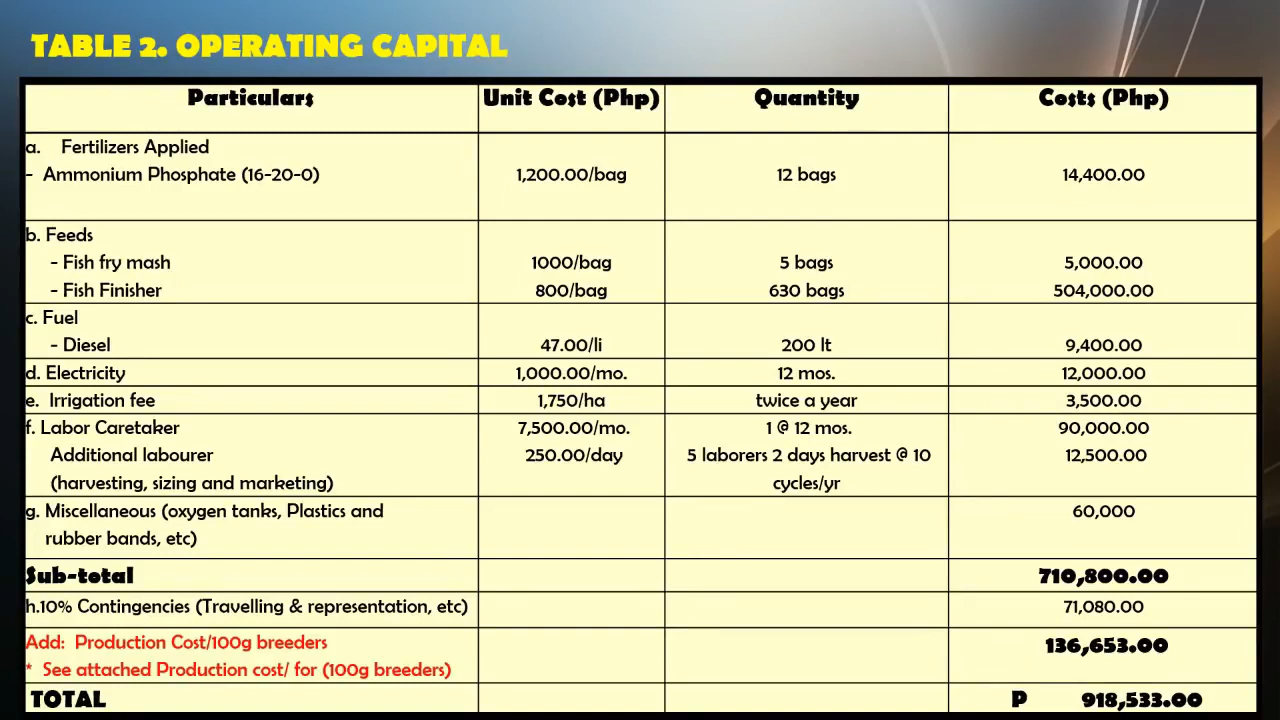 TABLE 2. OPERATING CAPITAL
Particulars Unit Cost (Php) Quantity Costs (Php)
a. Fertilizers Applied
- Ammonium Phosphate (16-20-0) 1,200.00/bag 12 bags 14,400.00
b. Feeds
- Fish fry mash 1000/bag 5 bags 5,000.00
- Fish Finisher 800/bag 630 bags 504,000.00
c. Fuel
- Diesel 47.00/li 200 lt 9,400.00
d. Electricity 1,000.00/mo. 12 mos. 12,000.00
e. Irrigation fee 1,750/ha twice a year 3,500.00
f. Labor Caretaker 7,500.00/mo. 1 @ 12 mos. 90,000.00
Additional labourer 250.00/day 5 laborers 2 days harvest @ 10 12,500.00
(harvesting, sizing and marketing) cycles/yr
g. Miscellaneous (oxygen tanks, Plastics and 60,000
rubber bands, etc)
Sub-total 710,800.00
h.10% Contingencies (Travelling & representation, etc) 71,080.00
Add: Production Cost/100g breeders 136,653.00
* See attached Production cost/ for (100g breeders)
TOTAL P 918,533.00